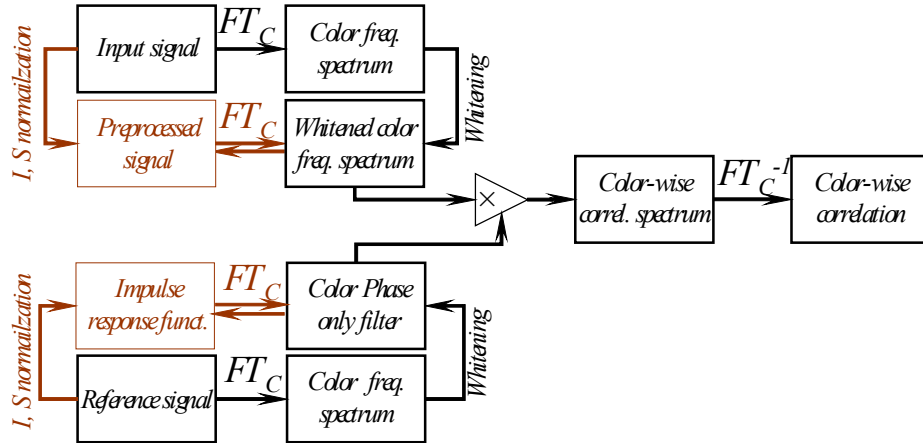 Input signal
FT_C
Color freq.
spectrum
I, S normailzation
Whitening
Preprocessed
signal
FT_C
Whitened color
freq. spectrum
×
Color-wise
correl. spectrum
FT_C^-1
Color-wise
correlation
I, S normailzation
Impulse
response funct.
FT_C
Color Phase
only filter
Whitening
Reference signal
FT_C
Color freq.
spectrum